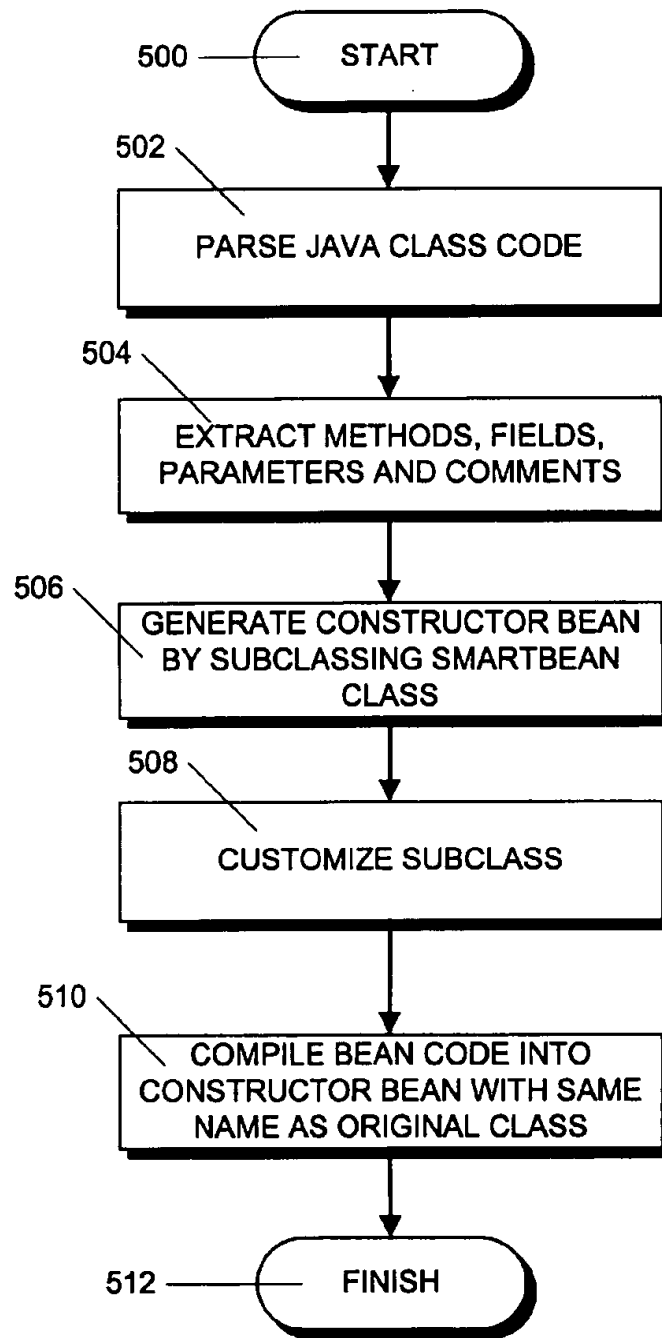 500
START
502
PARSE JAVA CLASS CODE
504
EXTRACT METHODS, FIELDS,
PARAMETERS AND COMMENTS
506
GENERATE CONSTRUCTOR BEAN
BY SUBCLASSING SMARTBEAN
CLASS
508
CUSTOMIZE SUBCLASS
510
COMPILE BEAN CODE INTO
CONSTRUCTOR BEAN WITH SAME
NAME AS ORIGINAL CLASS
512
FINISH